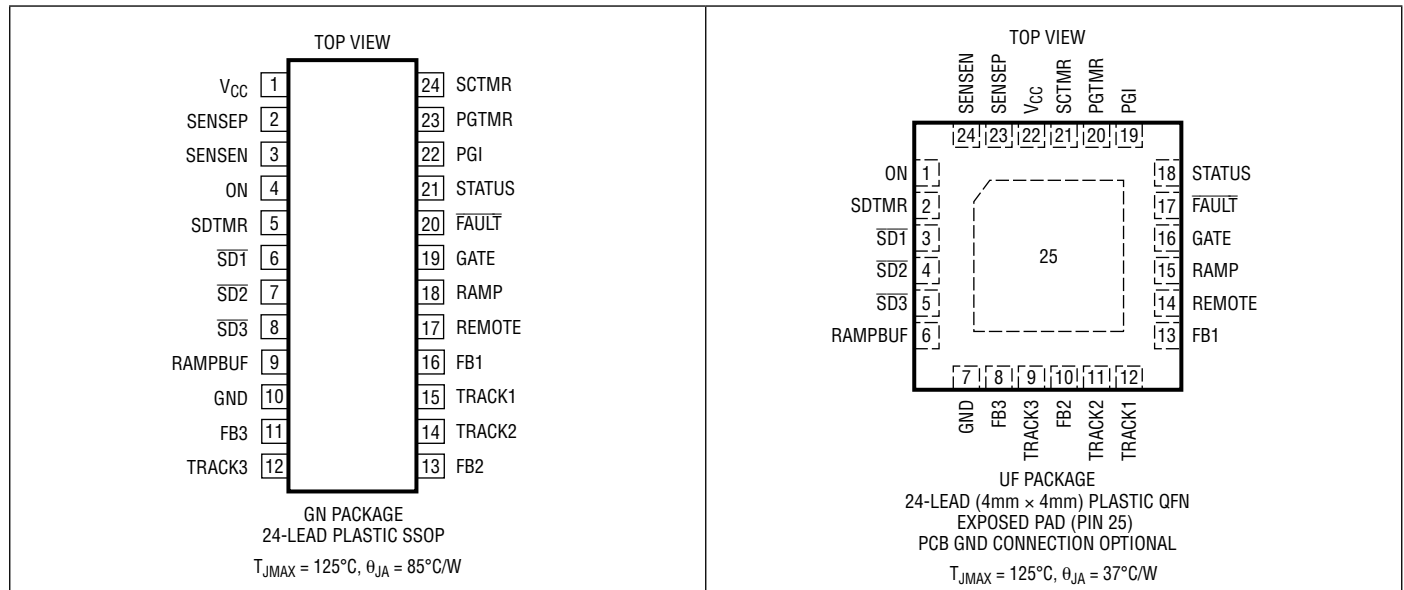 TOP VIEW
VCC 1
SENSEP 2
SENSEN 3
ON 4
SDTMR 5
SD1 6
SD2 7
SD3 8
RAMPBUF 9
GND 10
FB3 11
TRACK3 12
24 SCTMR
23 PGTMR
22 PGI
21 STATUS
20 FAULT
19 GATE
18 RAMP
17 REMOTE
16 FB1
15 TRACK1
14 TRACK2
13 FB2
GN PACKAGE
24-LEAD PLASTIC SSOP
TJMAX = 125°C, θJA = 85°C/W
TOP VIEW
SENSEN
SENSEP
VCC
SCTMR
PGTMR
PGI
24 23 22 21 20 19
ON 1
SDTMR 2
SD1 3
SD2 4
SD3 5
RAMPBUF 6
25
18 STATUS
17 FAULT
16 GATE
15 RAMP
14 REMOTE
13 FB1
7 8 9 10 11 12
GND
FB3
TRACK3
FB2
TRACK2
TRACK1
UF PACKAGE
24-LEAD (4mm × 4mm) PLASTIC QFN
EXPOSED PAD (PIN 25)
PCB GND CONNECTION OPTIONAL
TJMAX = 125°C, θJA = 37°C/W